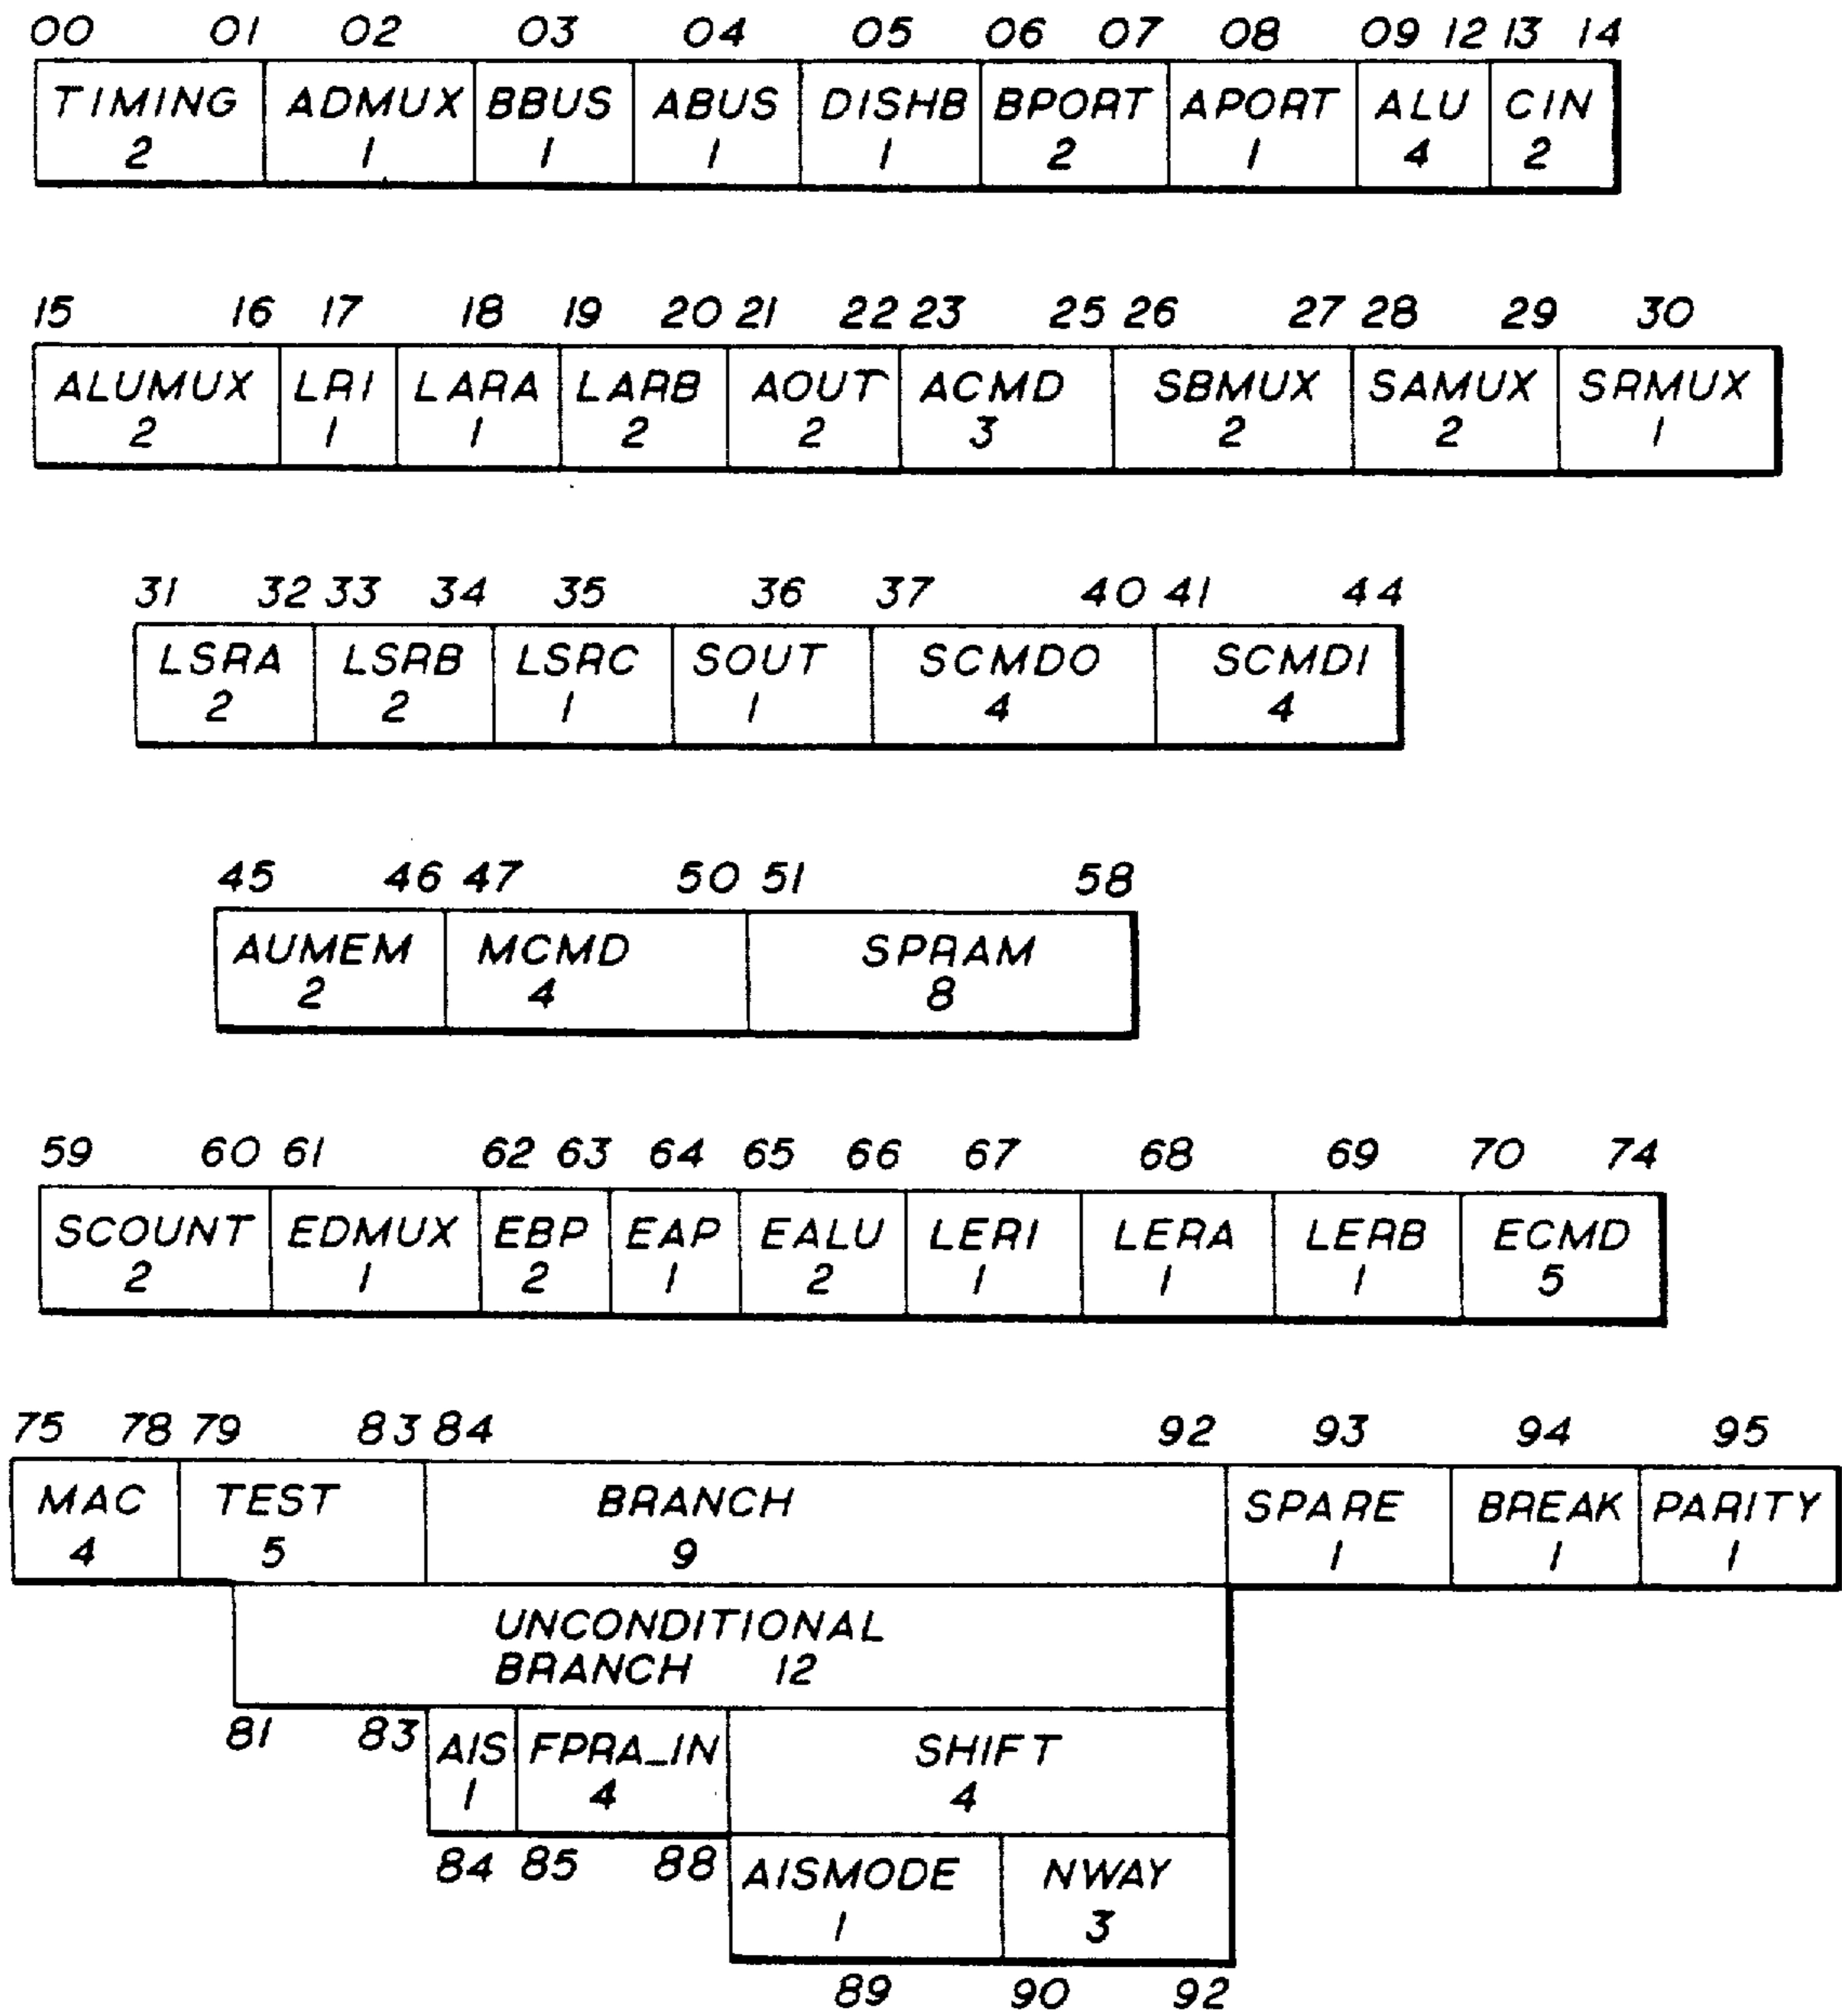 00 01 02 03 04 05 06 07 08 09 12 13 14
TIMING ADMUX BBUS ABUS DISHB BPORT APORT ALU CIN
2 1 1 1 1 2 1 4 2
15 16 17 18 19 20 21 22 23 25 26 27 28 29 30
ALUMUX LRI LARA LARB AOUT ACMD SBMUX SAMUX SRMUX
2 1 1 2 2 3 2 2 1
31 32 33 34 35 36 37 40 41 44
LSRA LSRB LSRC SOUT SCMDO SCMDI
2 2 1 1 4 4
45 46 47 50 51 58
AUMEM MCMD SPRAM
2 4 8
59 60 61 62 63 64 65 66 67 68 69 70 74
SCOUNT EDMUX EBP EAP EALU LERI LERA LERB ECMD
2 1 2 1 2 1 1 1 5
75 78 79 83 84 92 93 94 95
MAC TEST BRANCH SPARE BREAK PARITY
4 5 9 1 1 1
UNCONDITIONAL
BRANCH 12
81 83
AIS FPRA_IN SHIFT
1 4 4
84 85 88
AISMODE NWAY
1 3
89 90 92